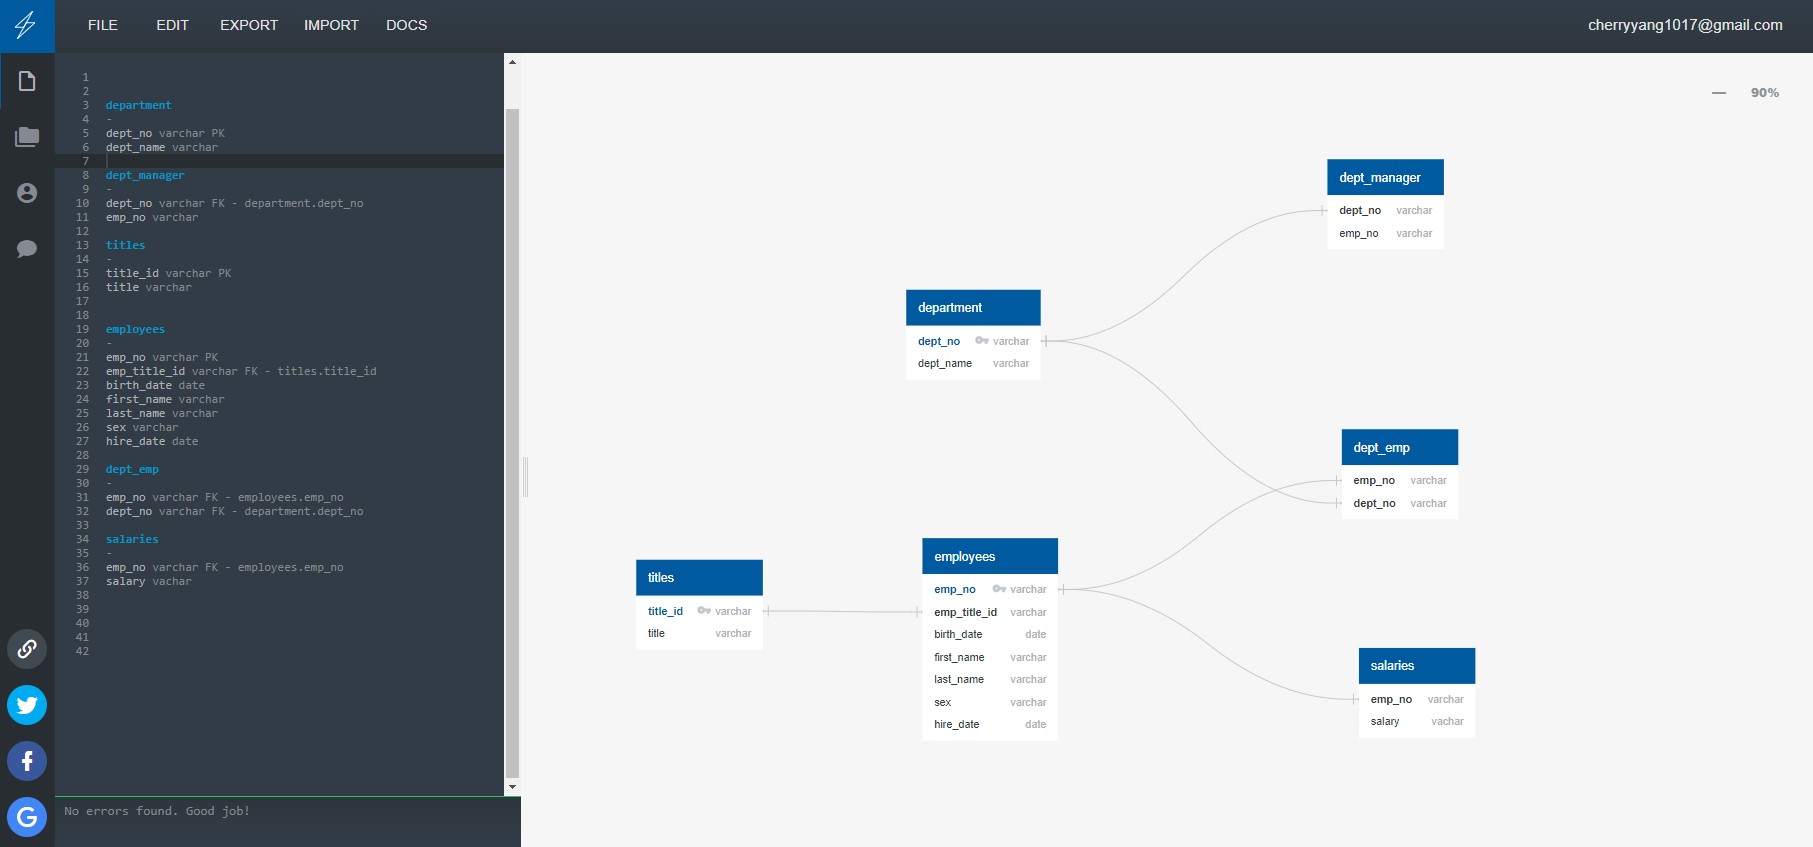 FILE EDIT EXPORT IMPORT DOCS cherryyang1017@gmail.com
1
2
3 department
4 -
5 dept_no varchar PK
6 dept_name varchar
7
8 dept_manager
9 -
10 dept_no varchar FK - department.dept_no
11 emp_no varchar
12
13 titles
14 -
15 title_id varchar PK
16 title varchar
17
18
19 employees
20 -
21 emp_no varchar PK
22 emp_title_id varchar FK - titles.title_id
23 birth_date date
24 first_name varchar
25 last_name varchar
26 sex varchar
27 hire_date date
28
29 dept_emp
30 -
31 emp_no varchar FK - employees.emp_no
32 dept_no varchar FK - department.dept_no
33
34 salaries
35 -
36 emp_no varchar FK - employees.emp_no
37 salary vachar
38
39
40
41
42
No errors found. Good job!
90%
dept_manager
dept_no varchar
emp_no varchar
department
dept_no varchar
dept_name varchar
dept_emp
emp_no varchar
dept_no varchar
titles
title_id varchar
title varchar
employees
emp_no varchar
emp_title_id varchar
birth_date date
first_name varchar
last_name varchar
sex varchar
hire_date date
salaries
emp_no varchar
salary vachar